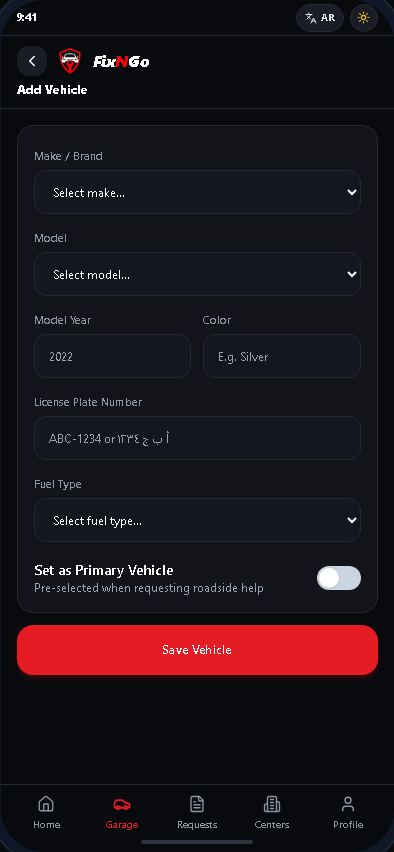 9:41
AR
FixNGo
Add Vehicle
Make / Brand
Select make...
Model
Select model...
Model Year
Color
2022
E.g. Silver
License Plate Number
ABC-1234 or أ ب ج ١٢٣٤
Fuel Type
Select fuel type...
Set as Primary Vehicle
Pre-selected when requesting roadside help
Save Vehicle
Home
Garage
Requests
Centers
Profile